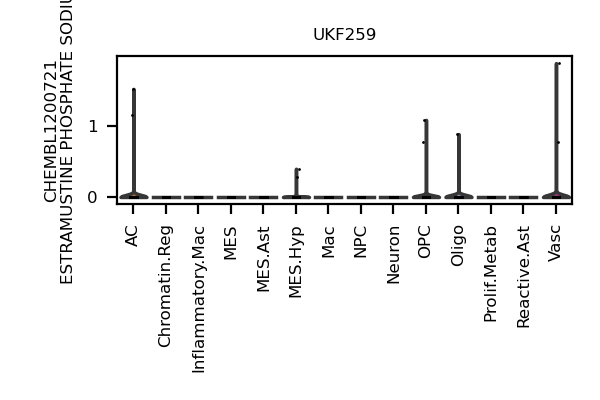 UKF259
CHEMBL1200721
ESTRAMUSTINE PHOSPHATE SODIU
1
0
AC
Chromatin.Reg
Inflammatory.Mac
MES
MES.Ast
MES.Hyp
Mac
NPC
Neuron
OPC
Oligo
Prolif.Metab
Reactive.Ast
Vasc